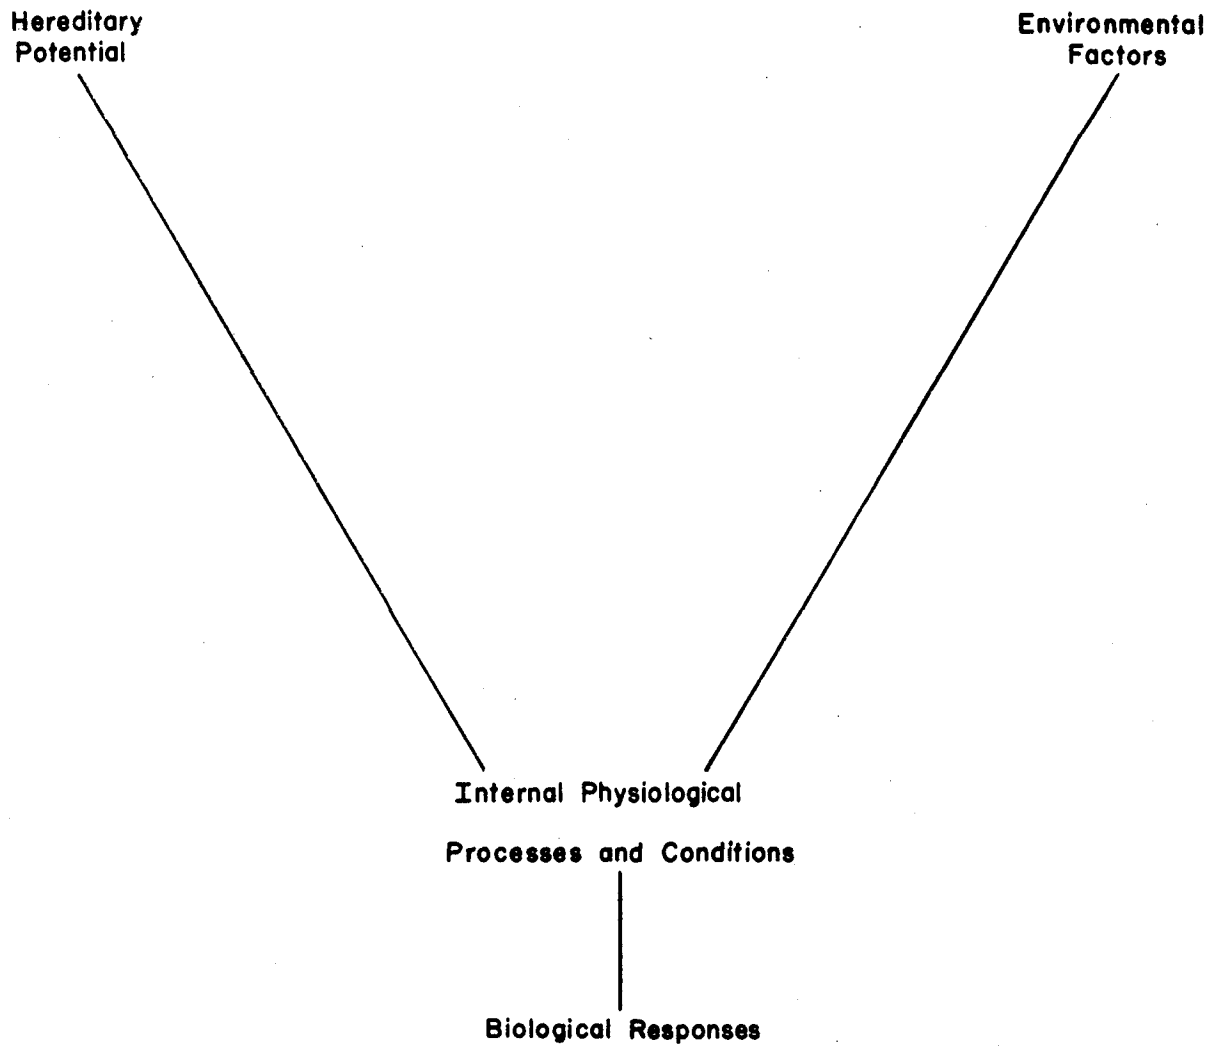 Hereditary
Potential
Environmental
Factors
Internal Physiological
Processes and Conditions
Biological Responses